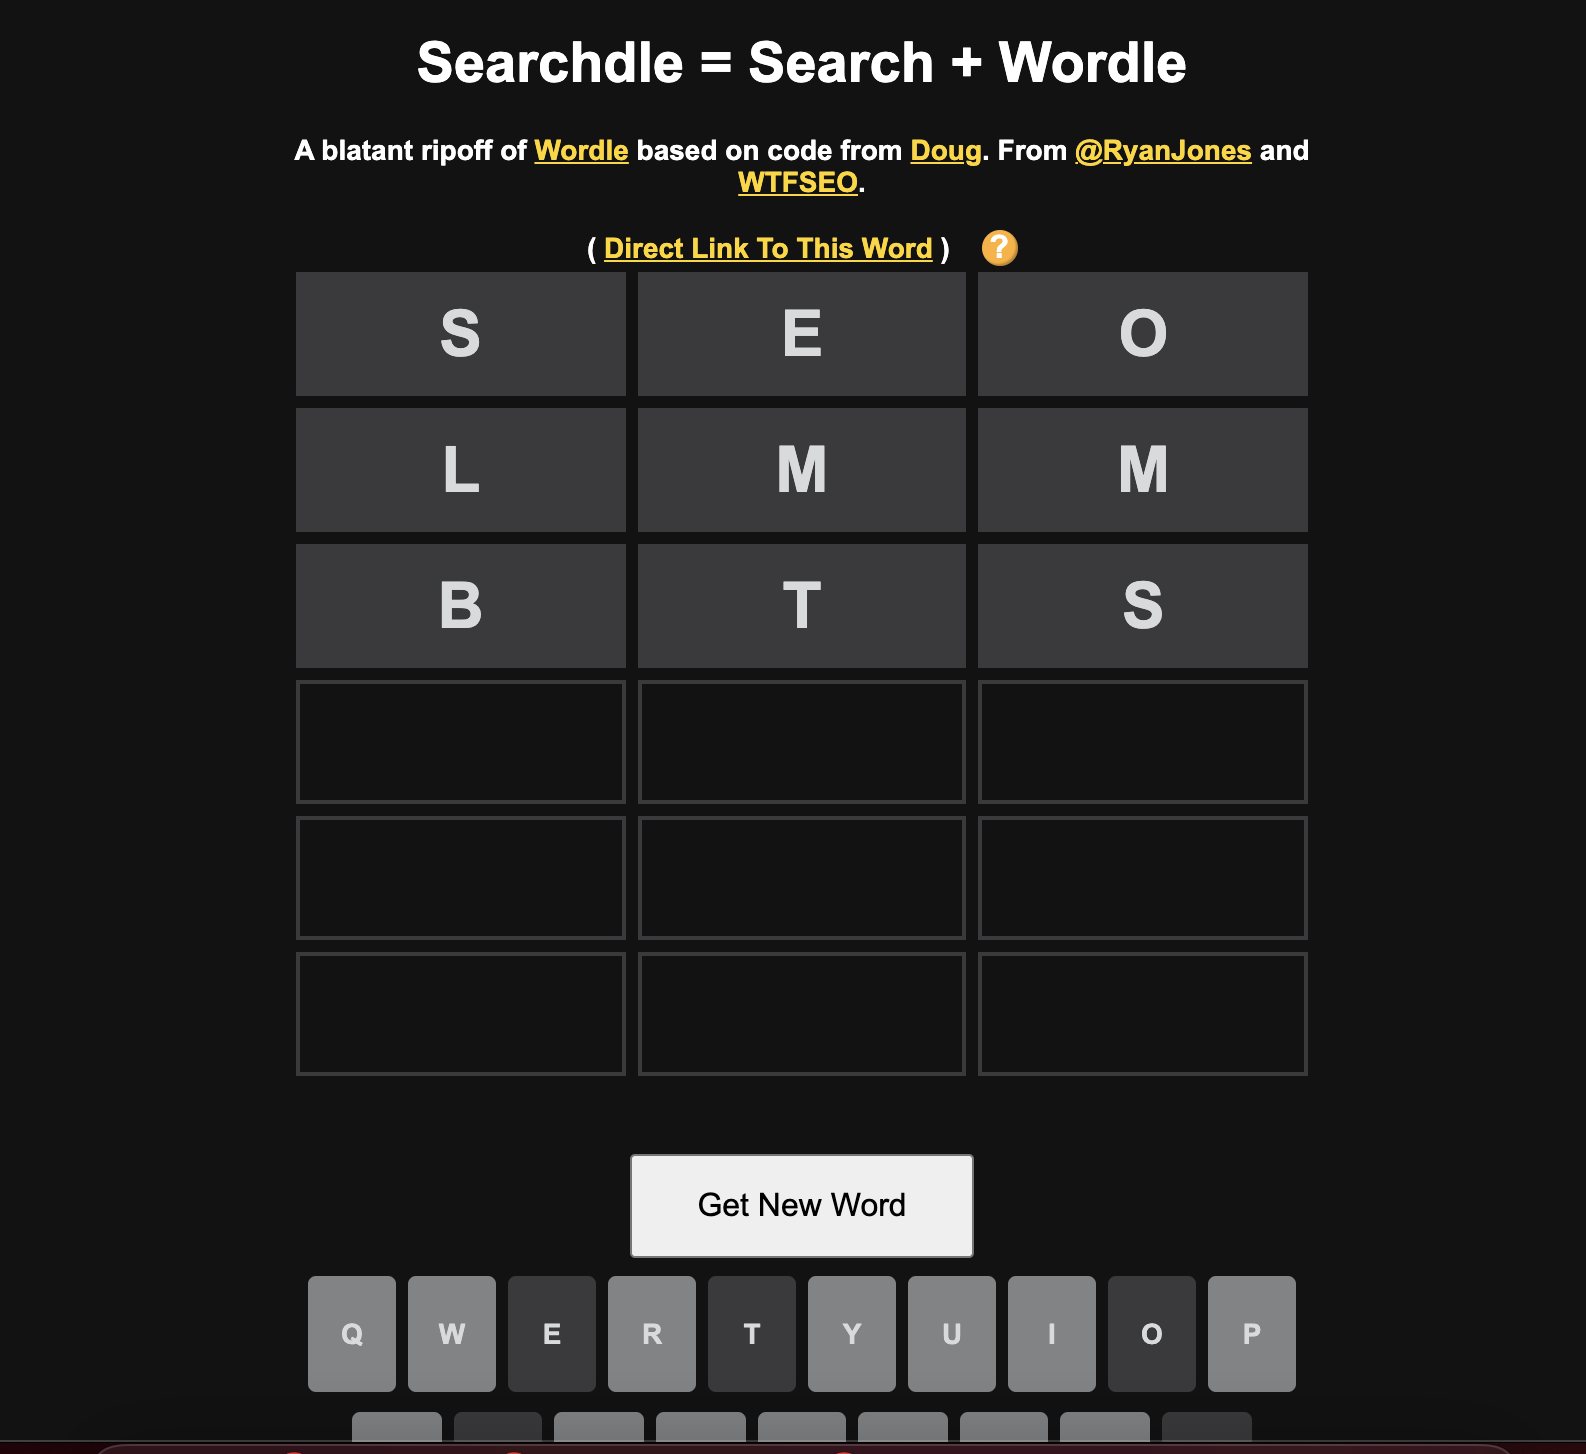 Searchdle = Search + Wordle
A blatant ripoff of Wordle based on code from Doug. From @RyanJones and
WTFSEO.
( Direct Link To This Word ) ?
S E O
L M M
B T S
Get New Word
Q W E R T Y U I O P